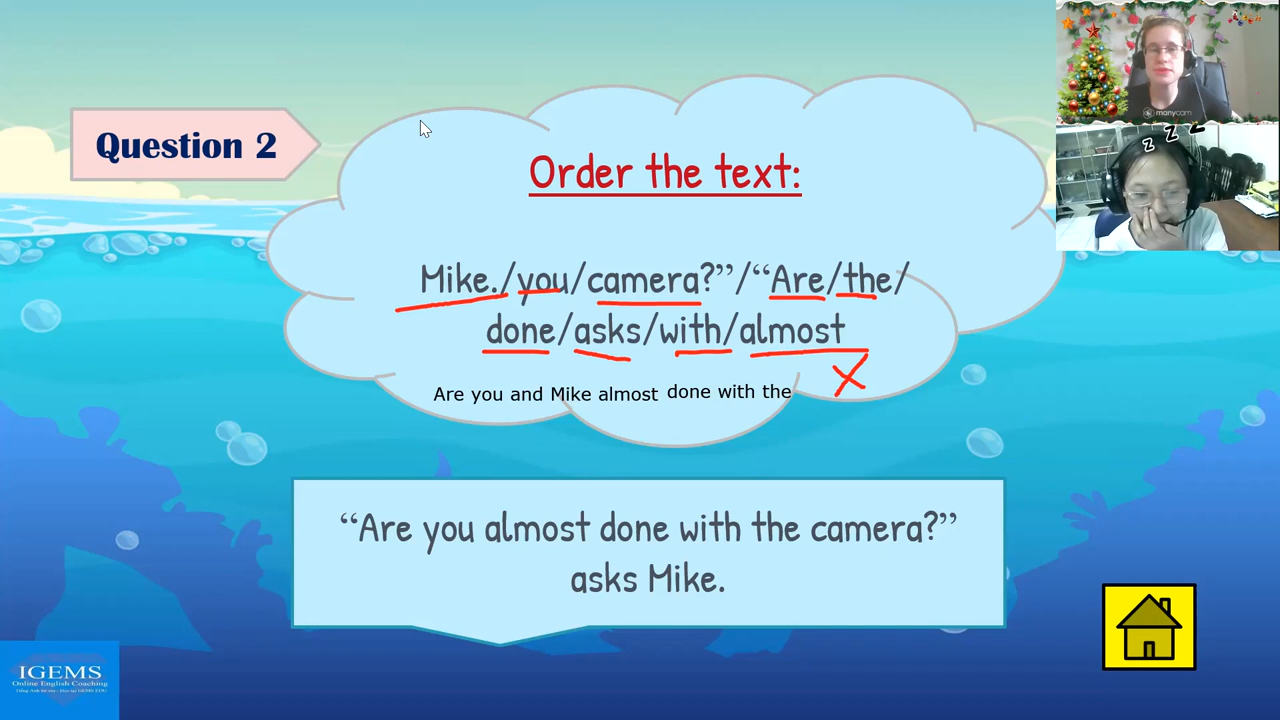 Question 2
Order the text:
Mike./you/camera?”/“Are/the/
done/asks/with/almost
X
Are you and Mike almost done with the
“Are you almost done with the camera?”
asks Mike.
manycam
z z z
IGEMS
Online English Coaching